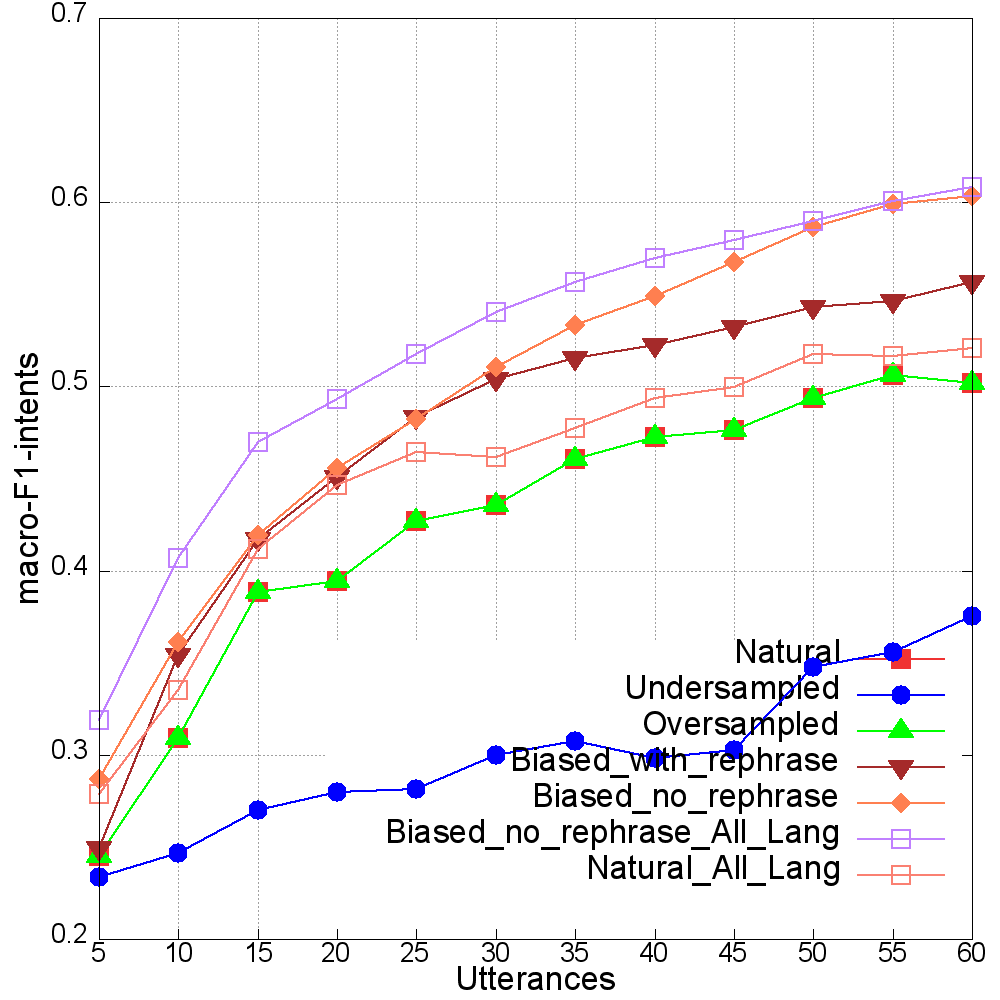 0.7
0.6
0.5
0.4
0.3
0.2
macro-F1-intents
Natural
Undersampled
Oversampled
Biased_with_rephrase
Biased_no_rephrase
Biased_no_rephrase_All_Lang
Natural_All_Lang
5 10 15 20 25 30 35 40 45 50 55 60
Utterances